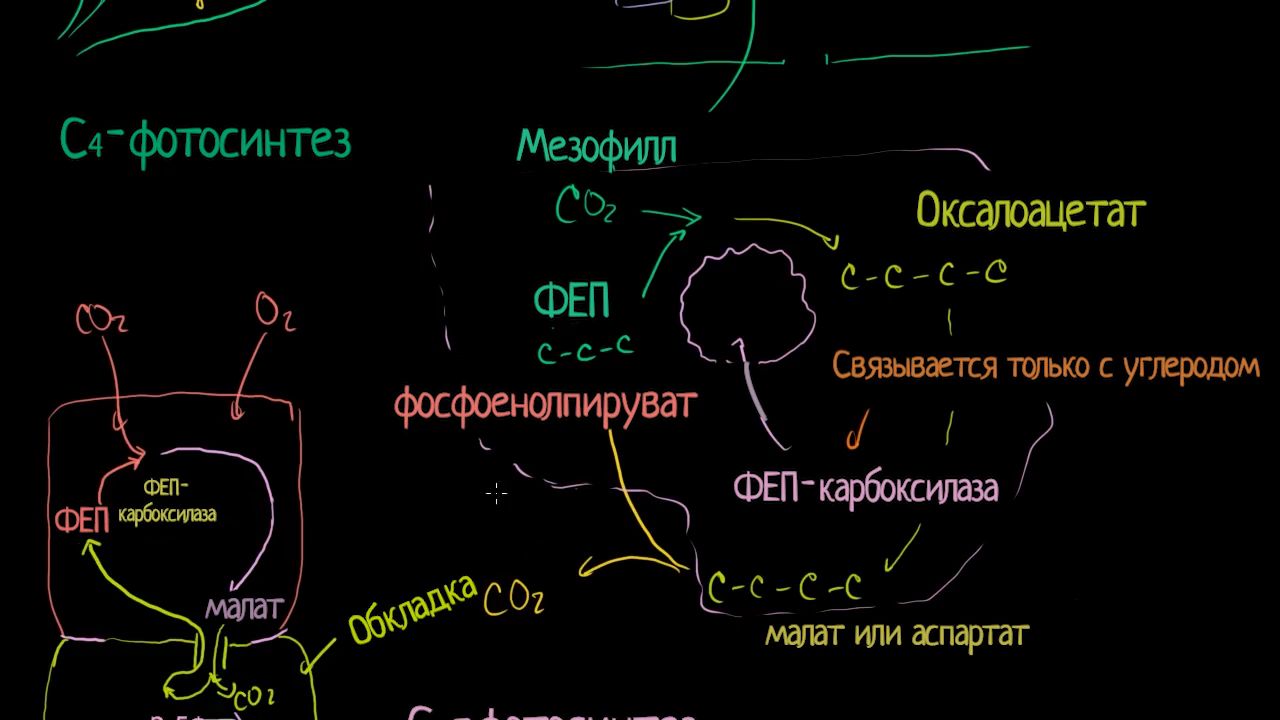 C4-фотосинтез
Мезофилл
CO2
Оксалоацетат
C-C-C-C
ФЕП
C-C-C
CO2
O2
Связывается только с углеродом
фосфоенолпируват
ФЕП-карбоксилаза
ФЕП-
карбоксилаза
ФЕП
C-C-C-C
CO2
Обкладка
малат
малат или аспартат
CO2